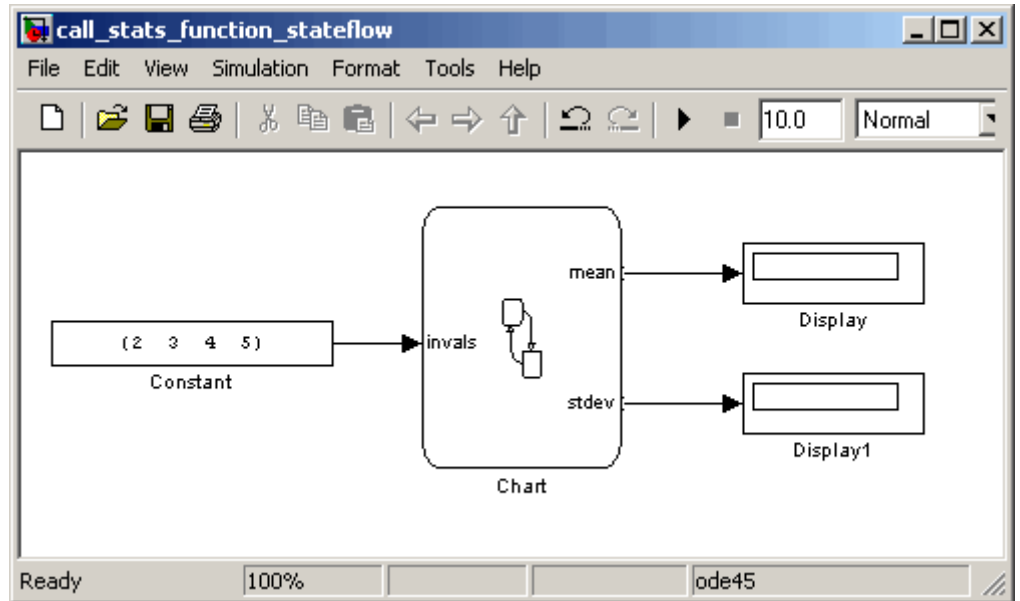 call_stats_function_stateflow
File Edit View Simulation Format Tools Help
10.0 Normal
mean
Display
(2 3 4 5)
invals
Constant
stdev
Display1
Chart
Ready 100% ode45